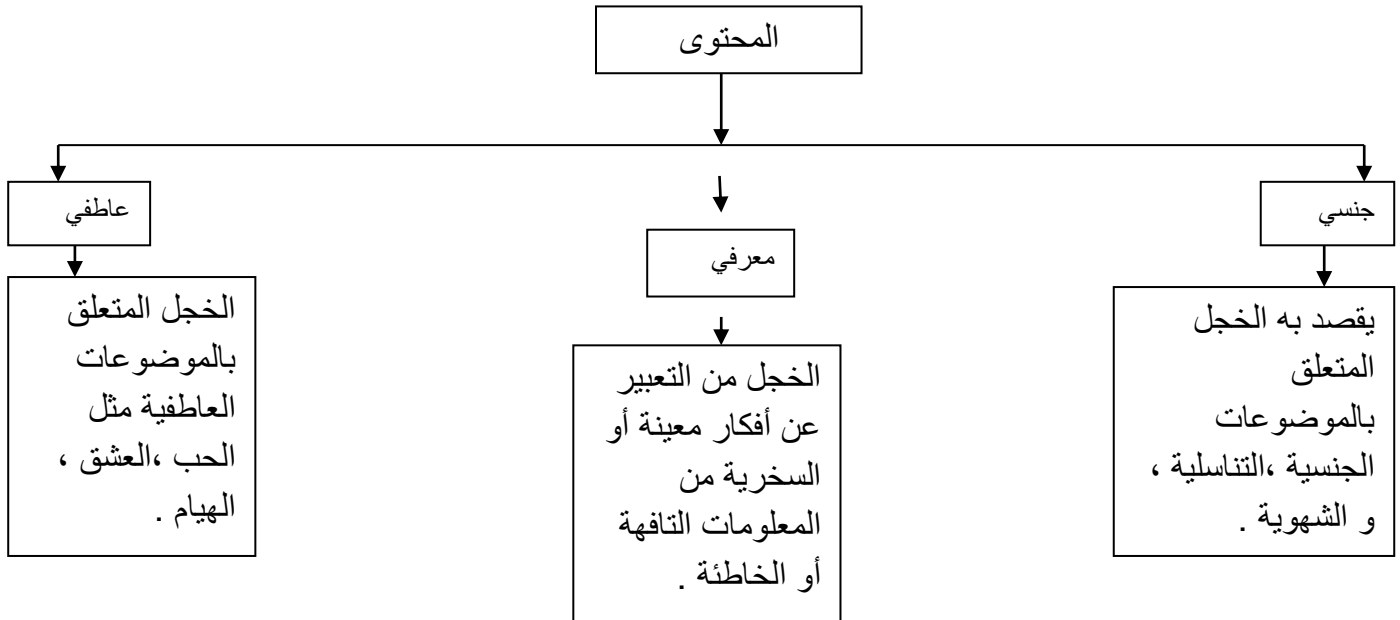 المحتوى
جنسي
معرفي
عاطفي
يقصد به الخجل
المتعلق
بالموضوعات
الجنسية ،التناسلية ،
و الشهوية .
الخجل من التعبير
عن أفكار معينة أو
السخرية من
المعلومات التافهة
أو الخاطئة .
الخجل المتعلق
بالموضوعات
العاطفية مثل
الحب ،العشق ،
الهيام .